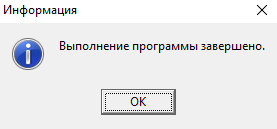 Информация
Выполнение программы завершено.
OK